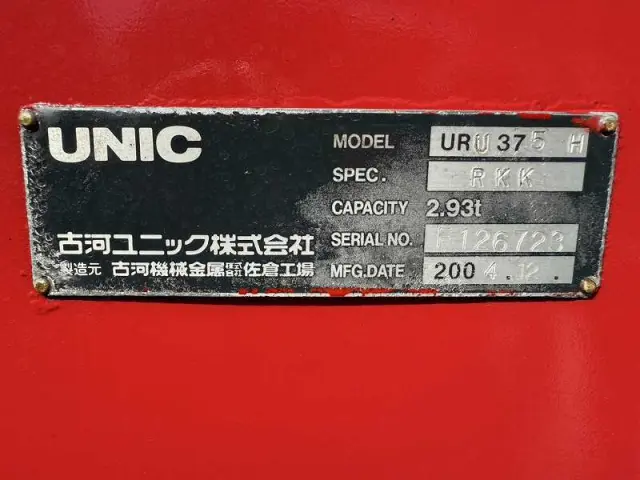 UNIC
MODEL URU375 H
SPEC. RKK
CAPACITY 2.93t
古河ユニック株式会社
SERIAL NO. F126723
製造元 古河機械金属株式会社佐倉工場
MFG.DATE 2004.12.